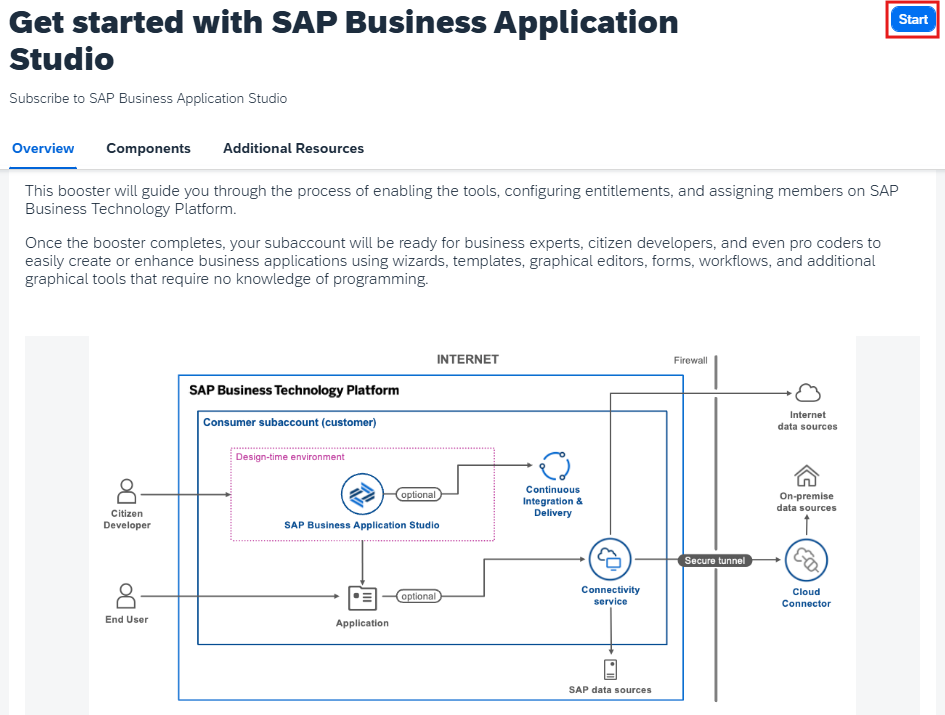 Get started with SAP Business Application
Studio
Start
Subscribe to SAP Business Application Studio
Overview
Components
Additional Resources
This booster will guide you through the process of enabling the tools, configuring entitlements, and assigning members on SAP
Business Technology Platform.
Once the booster completes, your subaccount will be ready for business experts, citizen developers, and even pro coders to
easily create or enhance business applications using wizards, templates, graphical editors, forms, workflows, and additional
graphical tools that require no knowledge of programming.
INTERNET
Firewall
SAP Business Technology Platform
Consumer subaccount (customer)
Design-time environment
optional
SAP Business Application Studio
Continuous
Integration &
Delivery
Internet
data sources
On-premise
data sources
Citizen
Developer
Secure tunnel
Connectivity
service
Cloud
Connector
optional
End User
Application
SAP data sources